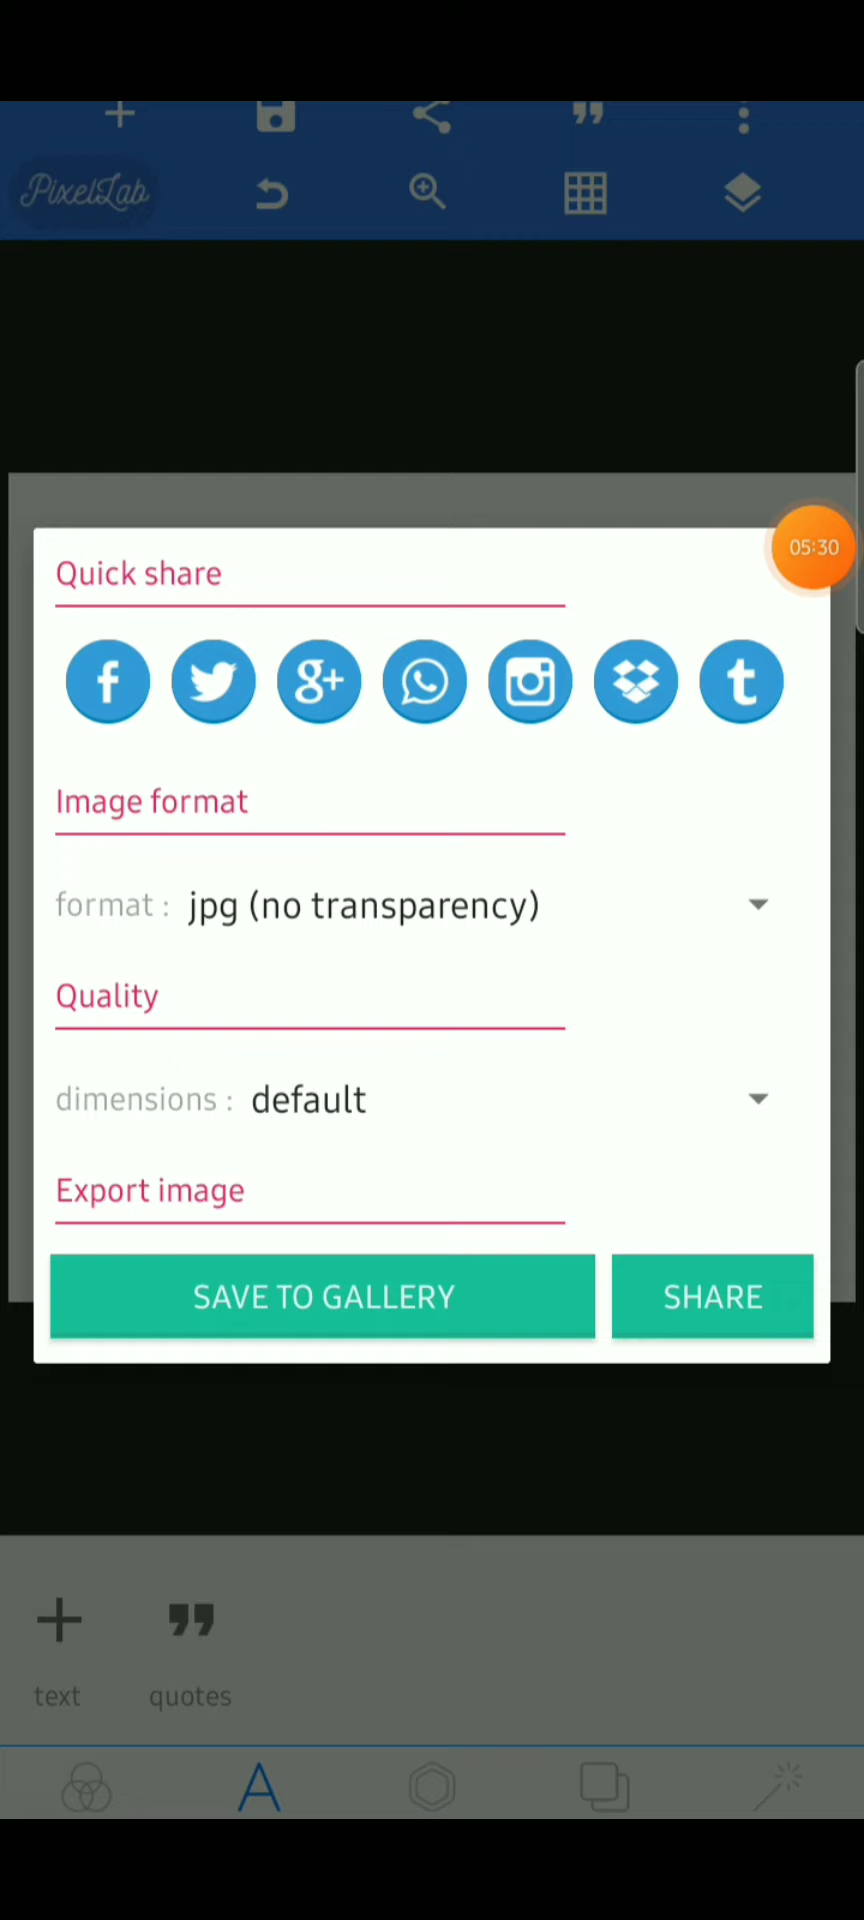 PixelLab
05:30
Quick share
Image format
format : jpg (no transparency)
Quality
dimensions : default
Export image
SAVE TO GALLERY SHARE
text quotes